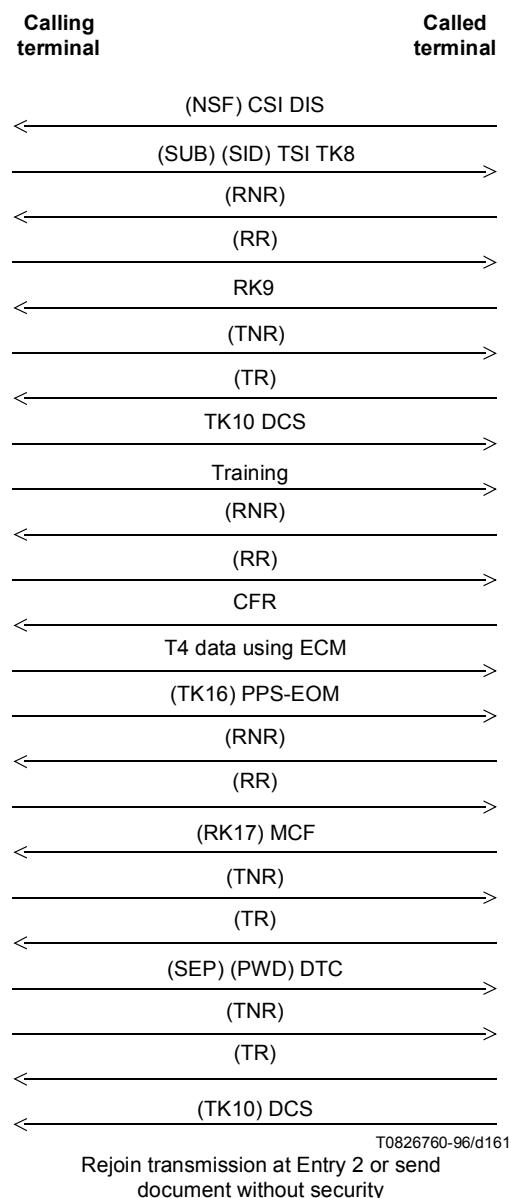 Calling Called
terminal terminal
(NSF) CSI DIS
(SUB) (SID) TSI TK8
(RNR)
(RR)
RK9
(TNR)
(TR)
TK10 DCS
Training
(RNR)
(RR)
CFR
T4 data using ECM
(TK16) PPS-EOM
(RNR)
(RR)
(RK17) MCF
(TNR)
(TR)
(SEP) (PWD) DTC
(TNR)
(TR)
(TK10) DCS
T0826760-96/d161
Rejoin transmission at Entry 2 or send
document without security